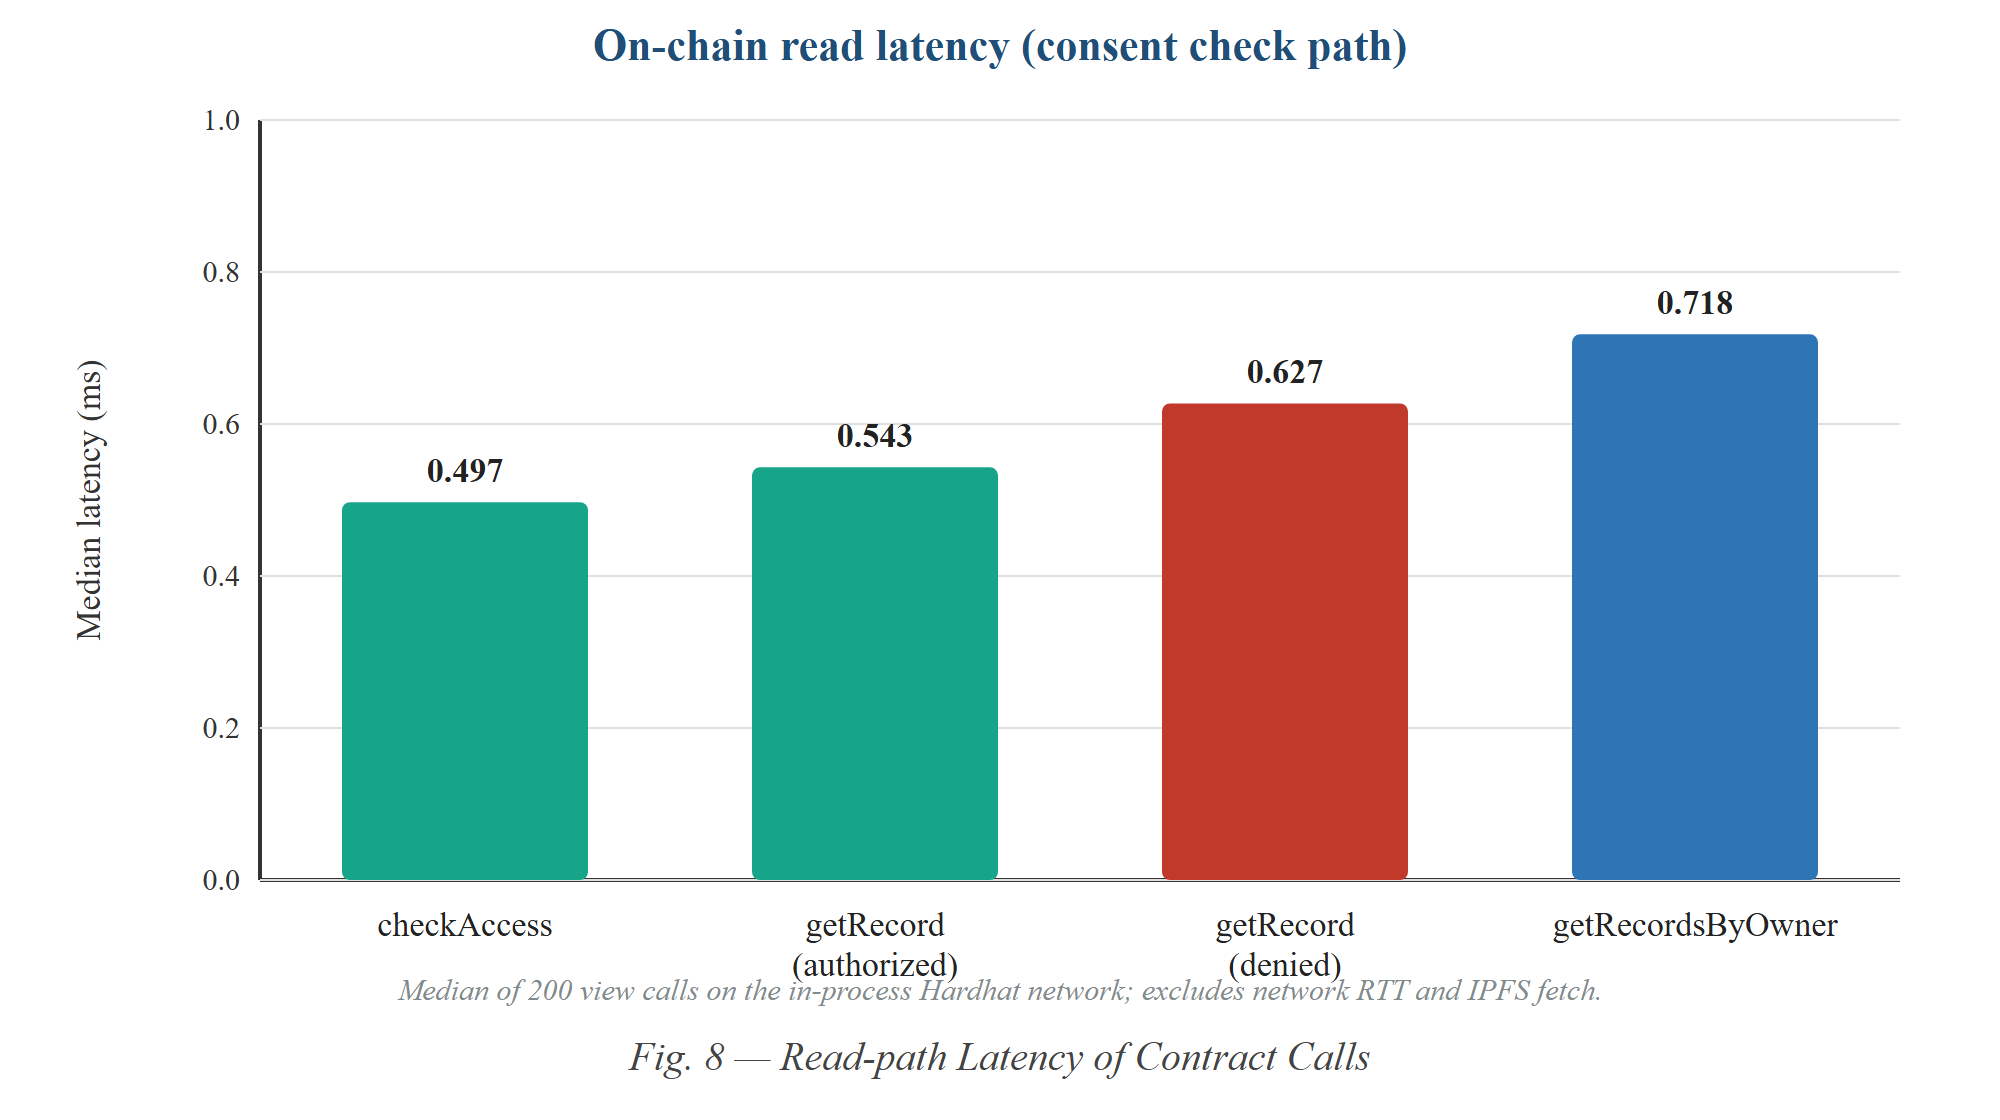 On-chain read latency (consent check path)
1.0
0.8
0.6
0.4
0.2
0.0
Median latency (ms)
0.497
0.543
0.627
0.718
checkAccess
getRecord
(authorized)
getRecord
(denied)
getRecordsByOwner
Median of 200 view calls on the in-process Hardhat network; excludes network RTT and IPFS fetch.
Fig. 8 — Read-path Latency of Contract Calls